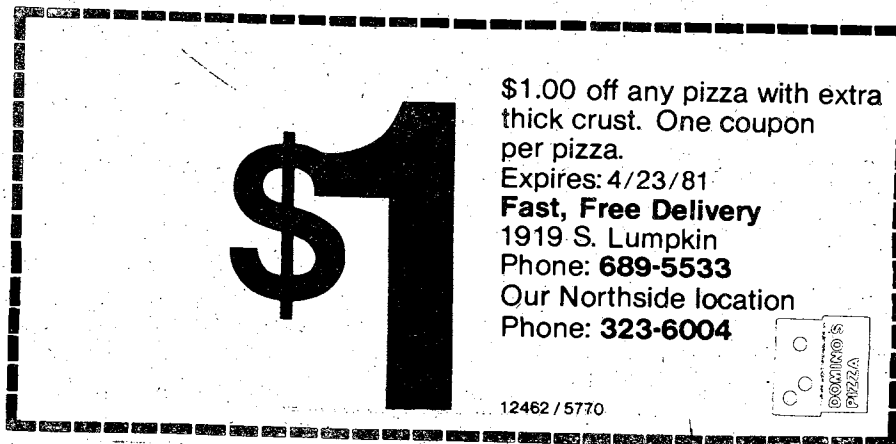 $1
$1.00 off any pizza with extra
thick crust. One coupon
per pizza.
Expires: 4/23/81
Fast, Free Delivery
1919 S. Lumpkin
Phone: 689-5533
Our Northside location
Phone: 323-6004
DOMINO'S
PIZZA
12462 / 5770